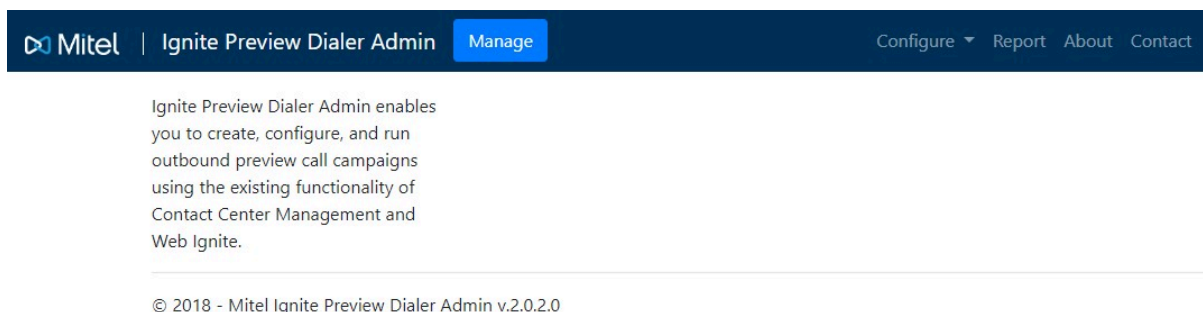 Mitel | Ignite Preview Dialer Admin Manage Configure Report About Contact
Ignite Preview Dialer Admin enables
you to create, configure, and run
outbound preview call campaigns
using the existing functionality of
Contact Center Management and
Web Ignite.
© 2018 - Mitel Ignite Preview Dialer Admin v.2.0.2.0